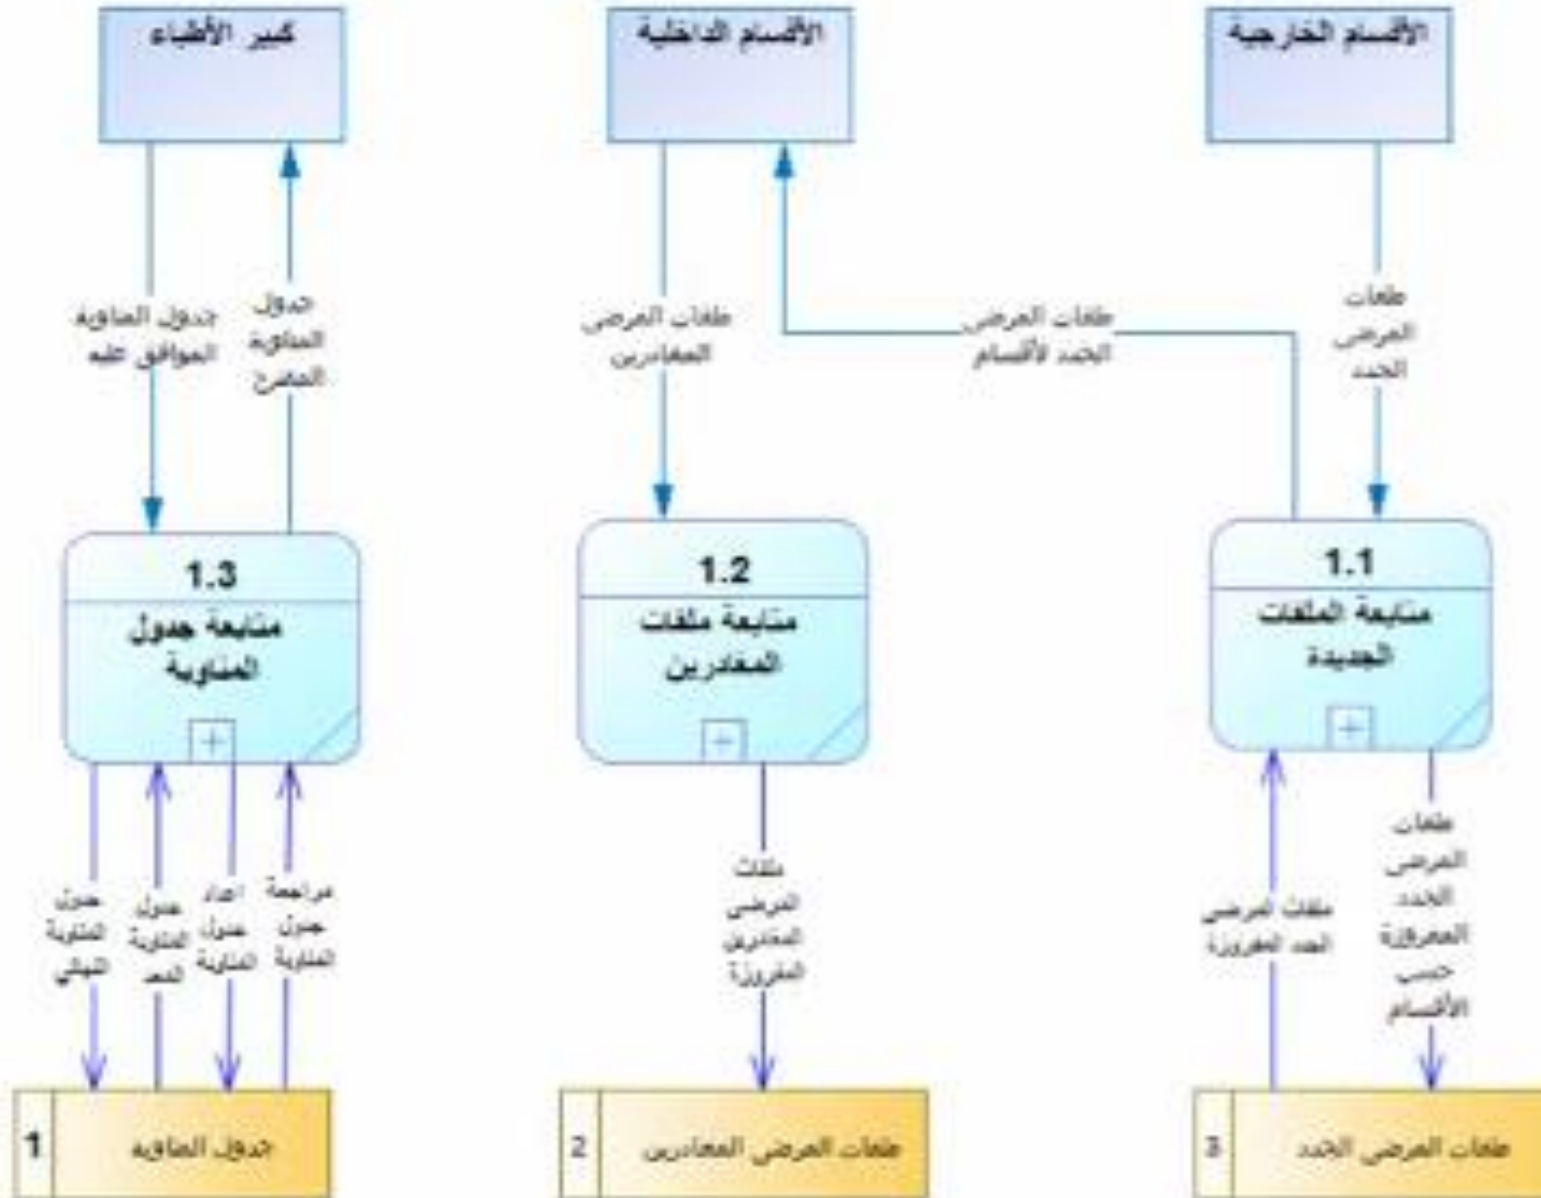 الأقسام الخارجية
الأقسام الداخلية
كبير الأطباء
ملفات
المرضى
الجدد
ملفات المرضى
الجدد لأقسام
ملفات المرضى
المغادرين
جدول
المناوبة
المقترح
جدول المناوبة
الموافق عليه
1.1
متابعة الملفات
الجديدة
1.2
متابعة ملفات
المغادرين
1.3
متابعة جدول
المناوبة
ملفات
المرضى
الجدد
المفروزة
حسب
الأقسام
ملفات المرضى
الجدد المفروزة
ملفات
المرضى
المغادرين
المفروزة
مراجعة
جدول
المناوبة
اعداد
جدول
المناوبة
جدول
المناوبة
المعد
جدول
المناوبة
النهائي
3
ملفات المرضى الجدد
2
ملفات المرضى المغادرين
1
جدول المناوبة